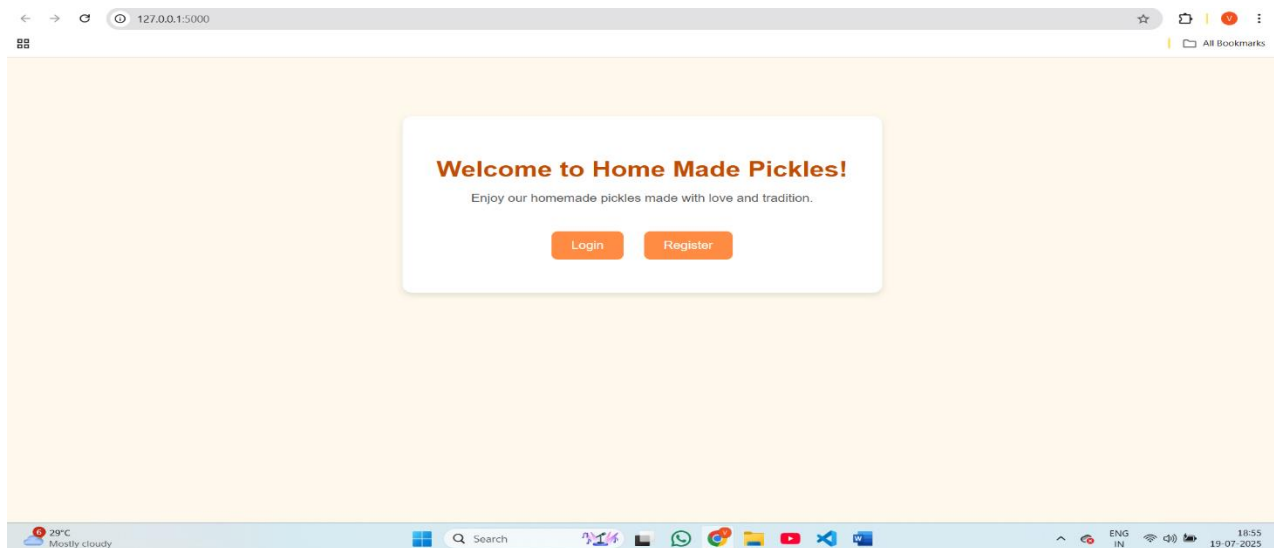 127.0.0.1:5000
V
All Bookmarks
Welcome to Home Made Pickles!
Enjoy our homemade pickles made with love and tradition.
Login
Register
6
29°C
Mostly cloudy
Search
V
ENG
IN
18:55
19-07-2025